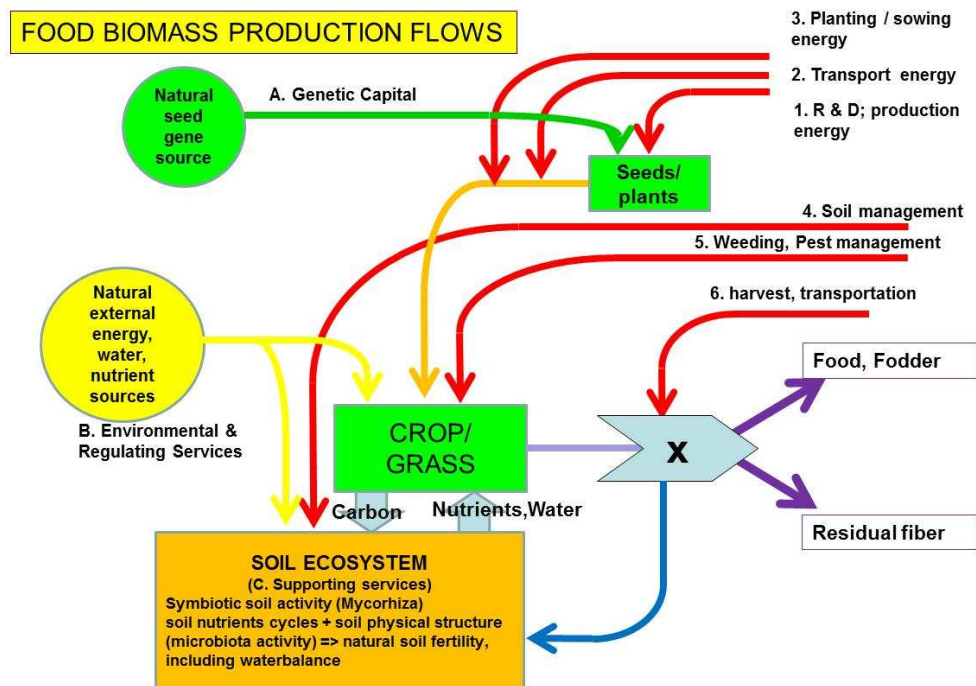 FOOD BIOMASS PRODUCTION FLOWS
3. Planting / sowing
energy
2. Transport energy
1. R & D; production
energy
Natural
seed
gene
source
A. Genetic Capital
Seeds/
plants
4. Soil management
5. Weeding, Pest management
6. harvest, transportation
Natural
external
energy,
water,
nutrient
sources
B. Environmental &
Regulating Services
Food, Fodder
CROP/
GRASS
X
Carbon
Nutrients,Water
Residual fiber
SOIL ECOSYSTEM
(C. Supporting services)
Symbiotic soil activity (Mycorhiza)
soil nutrients cycles + soil physical structure
(microbiota activity) => natural soil fertility,
including waterbalance